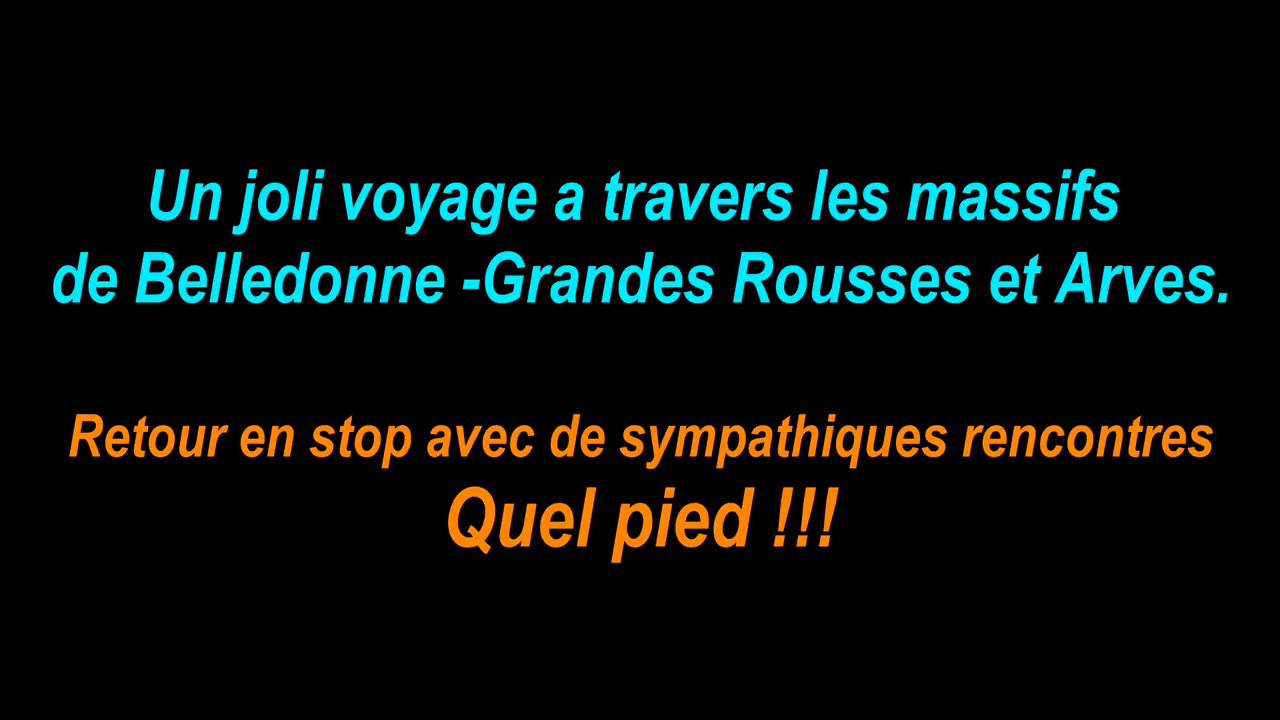 Un joli voyage a travers les massifs
de Belledonne -Grandes Rousses et Arves.
Retour en stop avec de sympathiques rencontres
Quel pied !!!